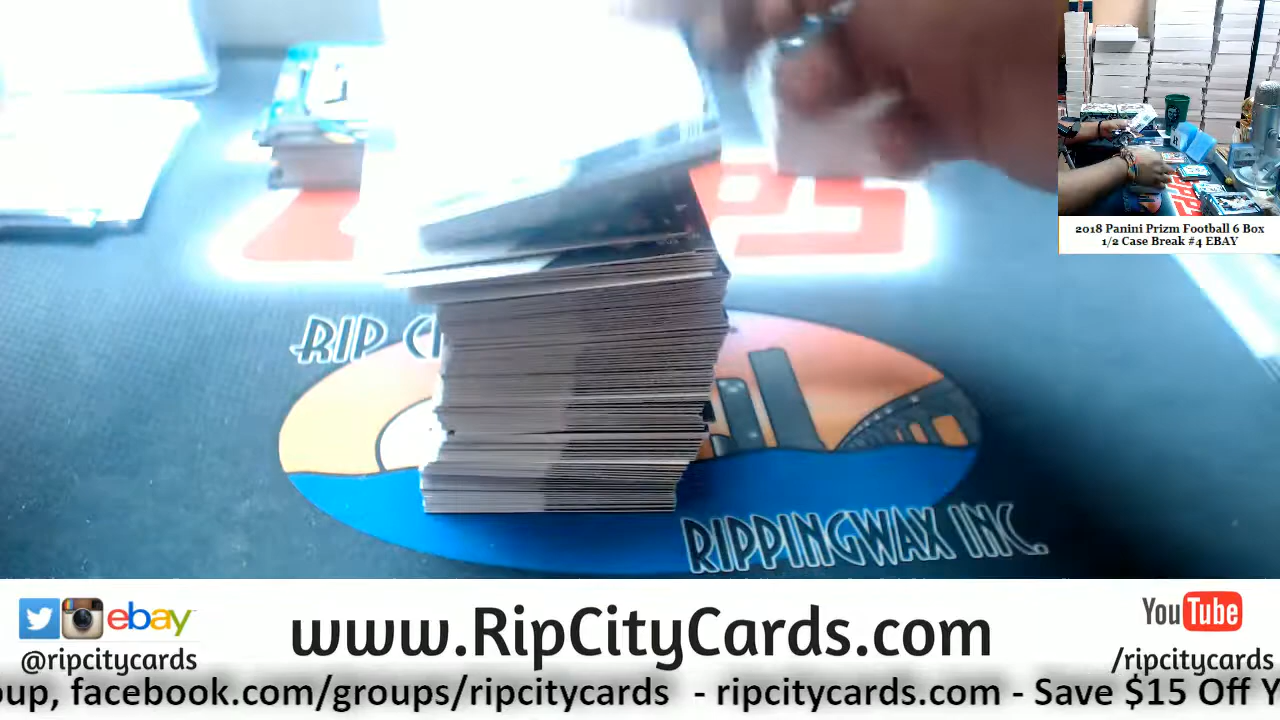 2018 Panini Prizm Football 6 Box
1/2 Case Break #4 EBAY
RIP
RIPPINGWAX INC.
ebay
@ripcitycards
www.RipCityCards.com
YouTube
/ripcitycards
oup, facebook.com/groups/ripcitycards - ripcitycards.com - Save $15 Off Y